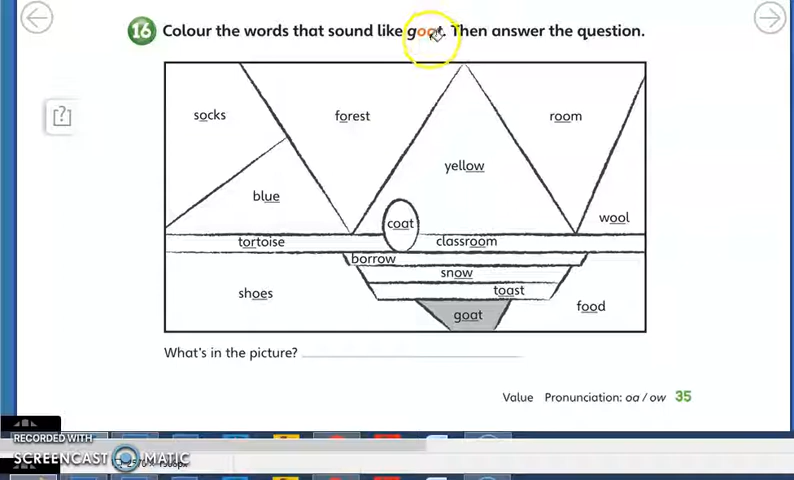 16 Colour the words that sound like goat. Then answer the question.
socks
forest
room
yellow
blue
wool
coat
tortoise
classroom
borrow
snow
toast
shoes
food
goat
What's in the picture?
Value Pronunciation: oa / ow 35
RECORDED WITH
SCREENCAST MATIC